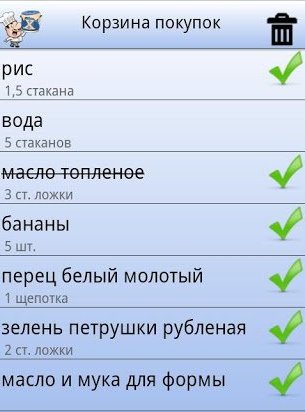 Корзина покупок
рис
1,5 стакана
вода
5 стаканов
масло топленое
3 ст. ложки
бананы
5 шт.
перец белый молотый
1 щепотка
зелень петрушки рубленая
2 ст. ложки
масло и мука для формы